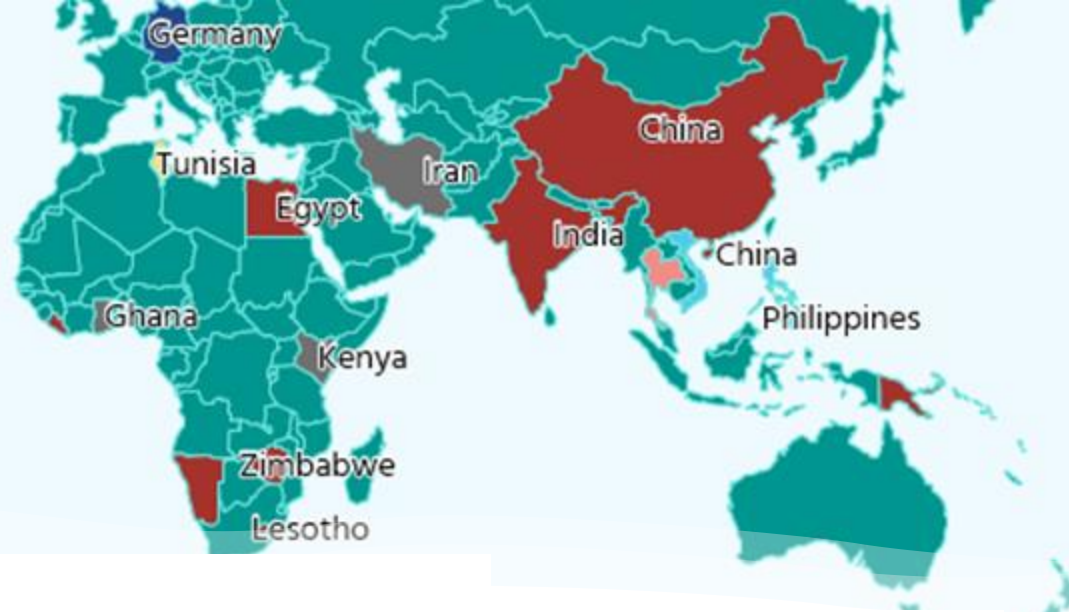 Germany
China
Tunisia
Iran
Egypt
India
China
Ghana
Philippines
Kenya
Zimbabwe
Lesotho